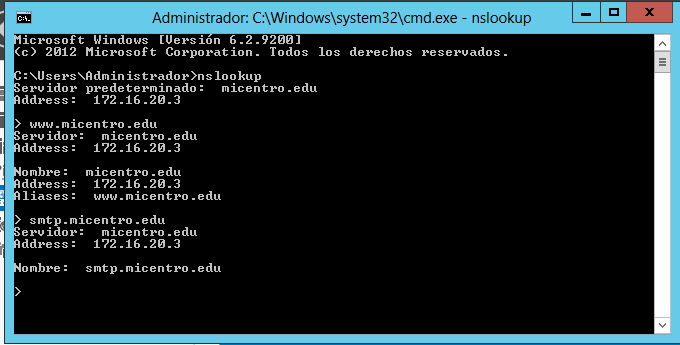 Administrador: C:\Windows\system32\cmd.exe - nslookup
Microsoft Windows [Versión 6.2.9200]
(c) 2012 Microsoft Corporation. Todos los derechos reservados.
C:\Users\Administrador>nslookup
Servidor predeterminado:  micentro.edu
Address:  172.16.20.3
> www.micentro.edu
Servidor:  micentro.edu
Address:  172.16.20.3
Nombre:  micentro.edu
Address:  172.16.20.3
Aliases:  www.micentro.edu
> smtp.micentro.edu
Servidor:  micentro.edu
Address:  172.16.20.3
Nombre:  smtp.micentro.edu
>